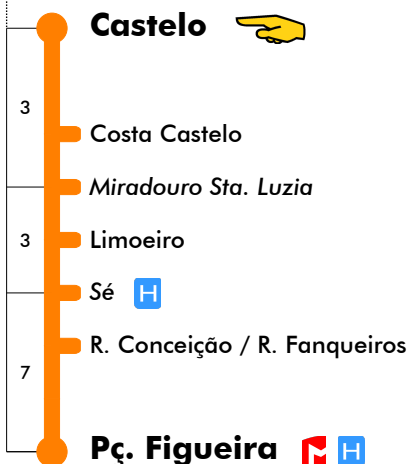 Castelo
3
Costa Castelo
Miradouro Sta. Luzia
3 Limoeiro
Sé H
R. Conceição / R. Fanqueiros
7
Pç. Figueira M H